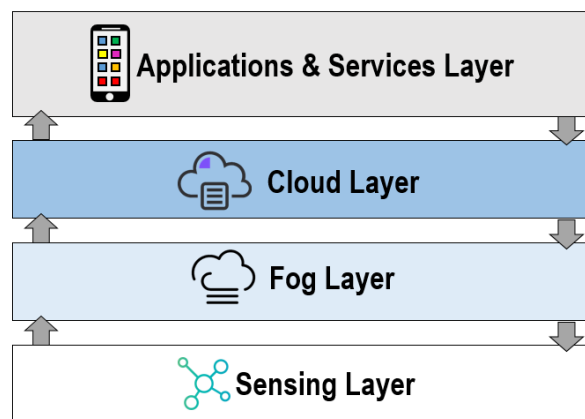 Applications & Services Layer
Cloud Layer
Fog Layer
Sensing Layer